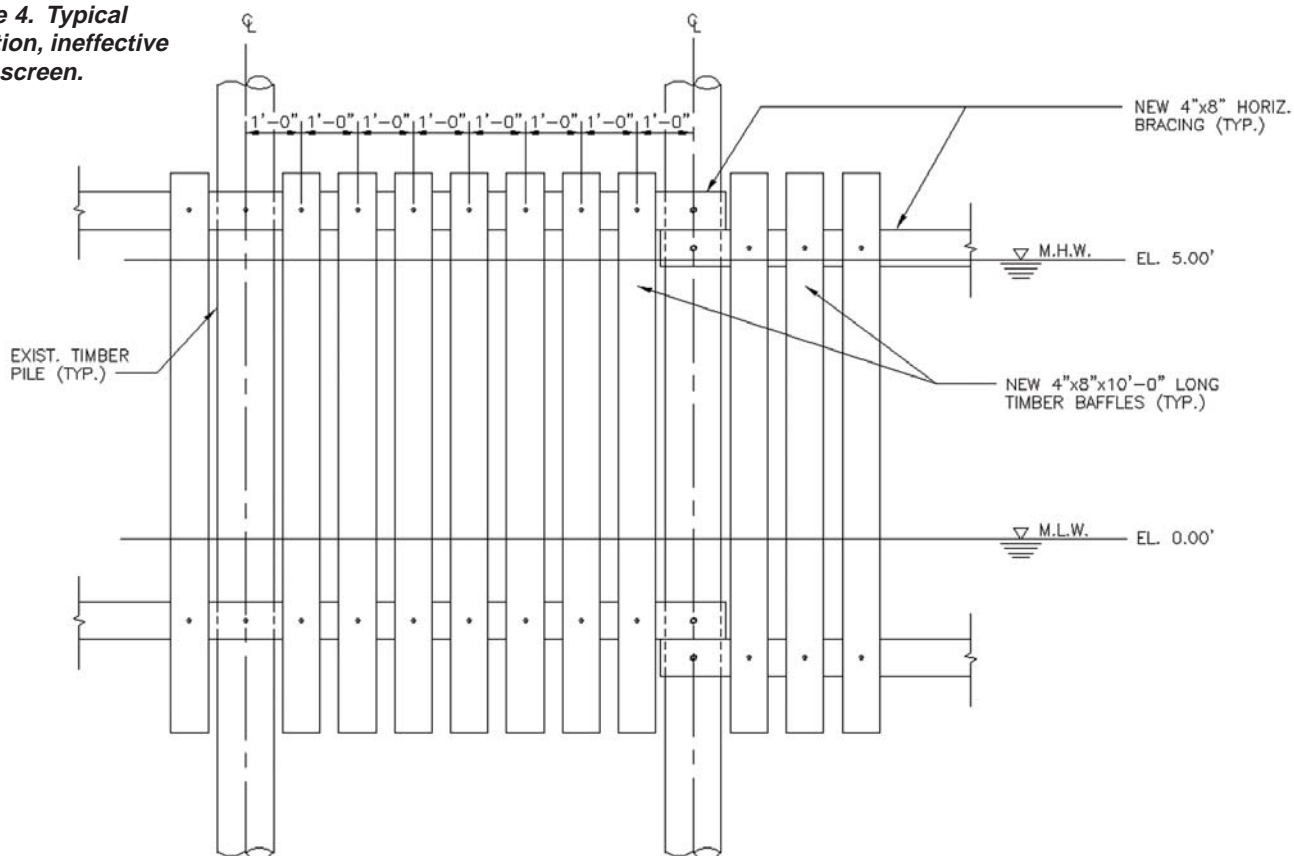 e 4. Typical
tion, ineffective
screen.
℄ ℄
1'-0" 1'-0" 1'-0" 1'-0" 1'-0" 1'-0" 1'-0" 1'-0"
NEW 4"x8" HORIZ.
BRACING (TYP.)
M.H.W. EL. 5.00'
EXIST. TIMBER
PILE (TYP.)
NEW 4"x8"x10'-0" LONG
TIMBER BAFFLES (TYP.)
M.L.W. EL. 0.00'